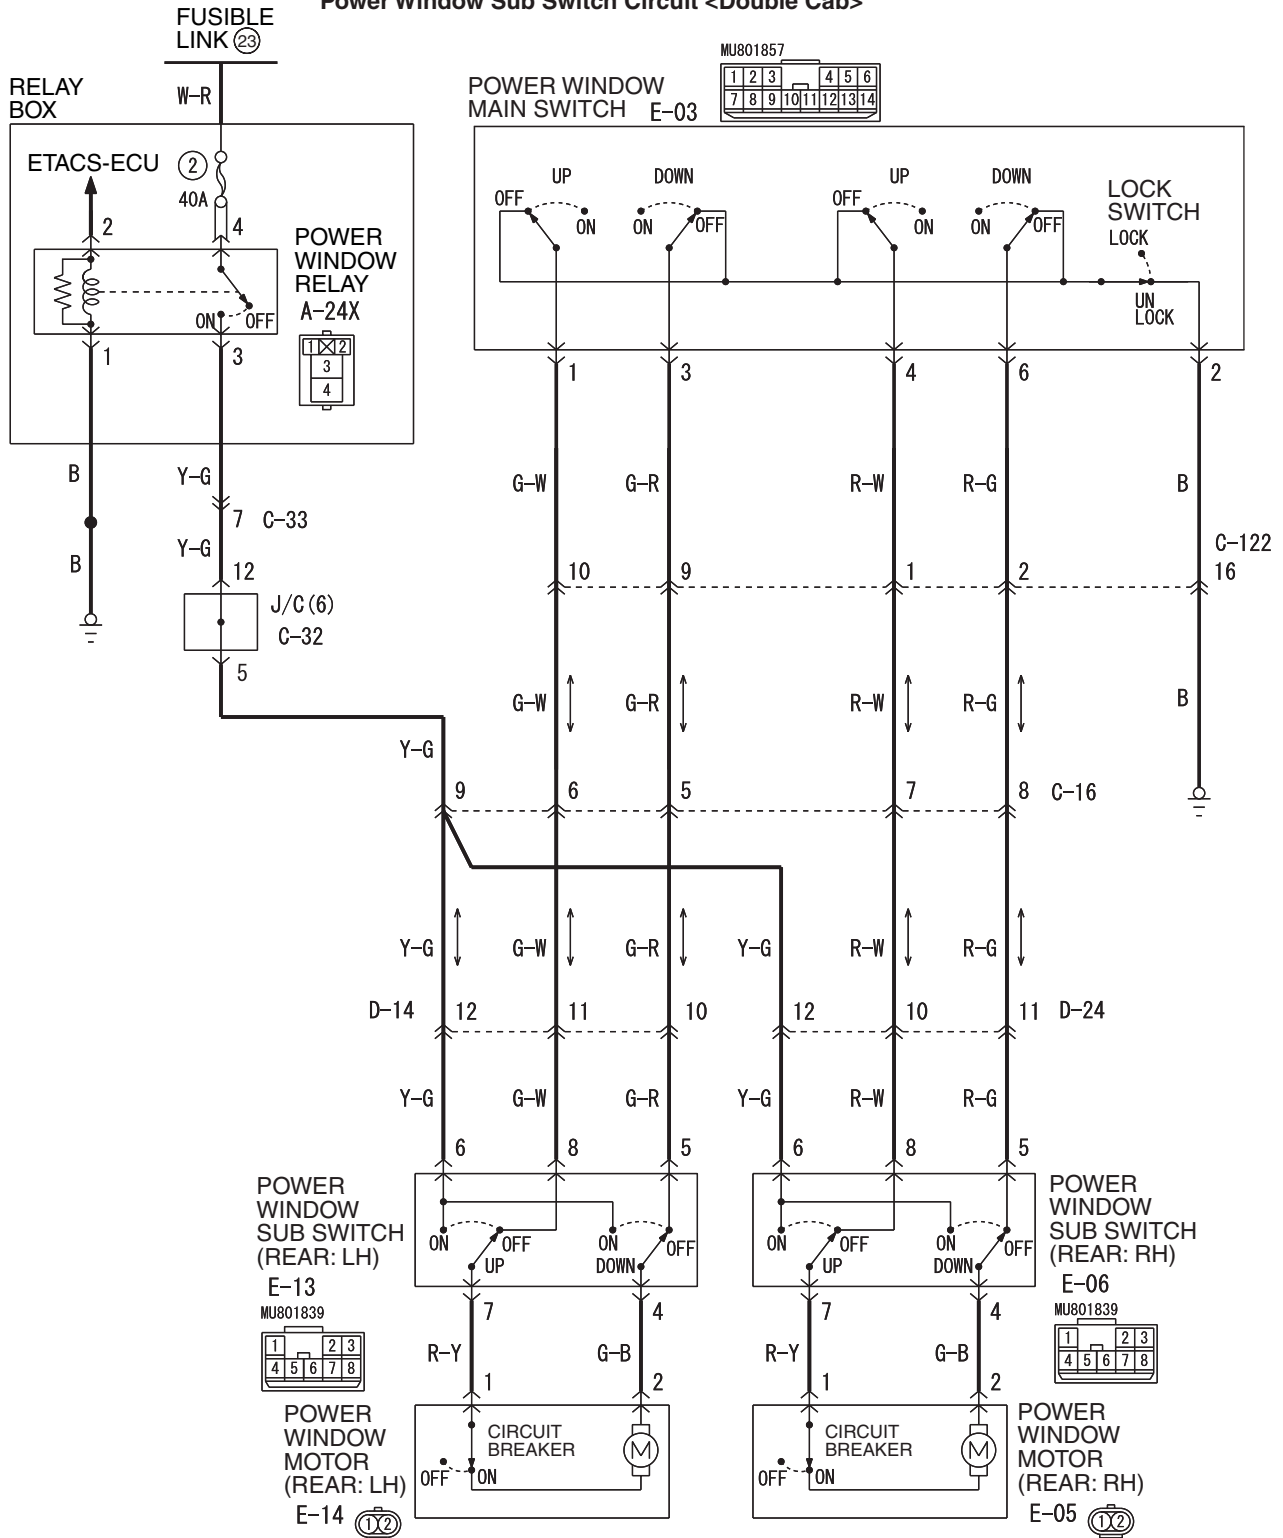 Power Window Sub Switch Circuit <Double Cab>
FUSIBLE
LINK 23
W-R
RELAY
BOX
ETACS-ECU
2
40A
2
4
POWER
WINDOW
RELAY
A-24X
ON
OFF
1 2
3
4
1
3
B
Y-G
7 C-33
B
Y-G
12
J/C(6)
C-32
5
MU801857
1 2 3 4 5 6
7 8 9 10 11 12 13 14
POWER WINDOW
MAIN SWITCH E-03
UP DOWN UP DOWN
OFF ON ON OFF OFF ON ON OFF
LOCK
SWITCH
LOCK
UN
LOCK
1 3 4 6 2
G-W G-R R-W R-G B
C-122
10 9 1 2 16
G-W G-R R-W R-G B
Y-G
9 6 5 7 8 C-16
Y-G G-W G-R Y-G R-W R-G
D-14 12 11 10 12 10 11 D-24
Y-G G-W G-R Y-G R-W R-G
6 8 5 6 8 5
POWER
WINDOW
SUB SWITCH
(REAR: LH)
E-13
MU801839
1 2 3
4 5 6 7 8
ON OFF ON OFF
UP DOWN
ON OFF ON OFF
UP DOWN
POWER
WINDOW
SUB SWITCH
(REAR: RH)
E-06
MU801839
1 2 3
4 5 6 7 8
7 4 7 4
R-Y G-B R-Y G-B
1 2 1 2
POWER
WINDOW
MOTOR
(REAR: LH)
E-14 1 2
CIRCUIT
BREAKER
M
OFF ON
CIRCUIT
BREAKER
M
OFF ON
POWER
WINDOW
MOTOR
(REAR: RH)
E-05 1 2